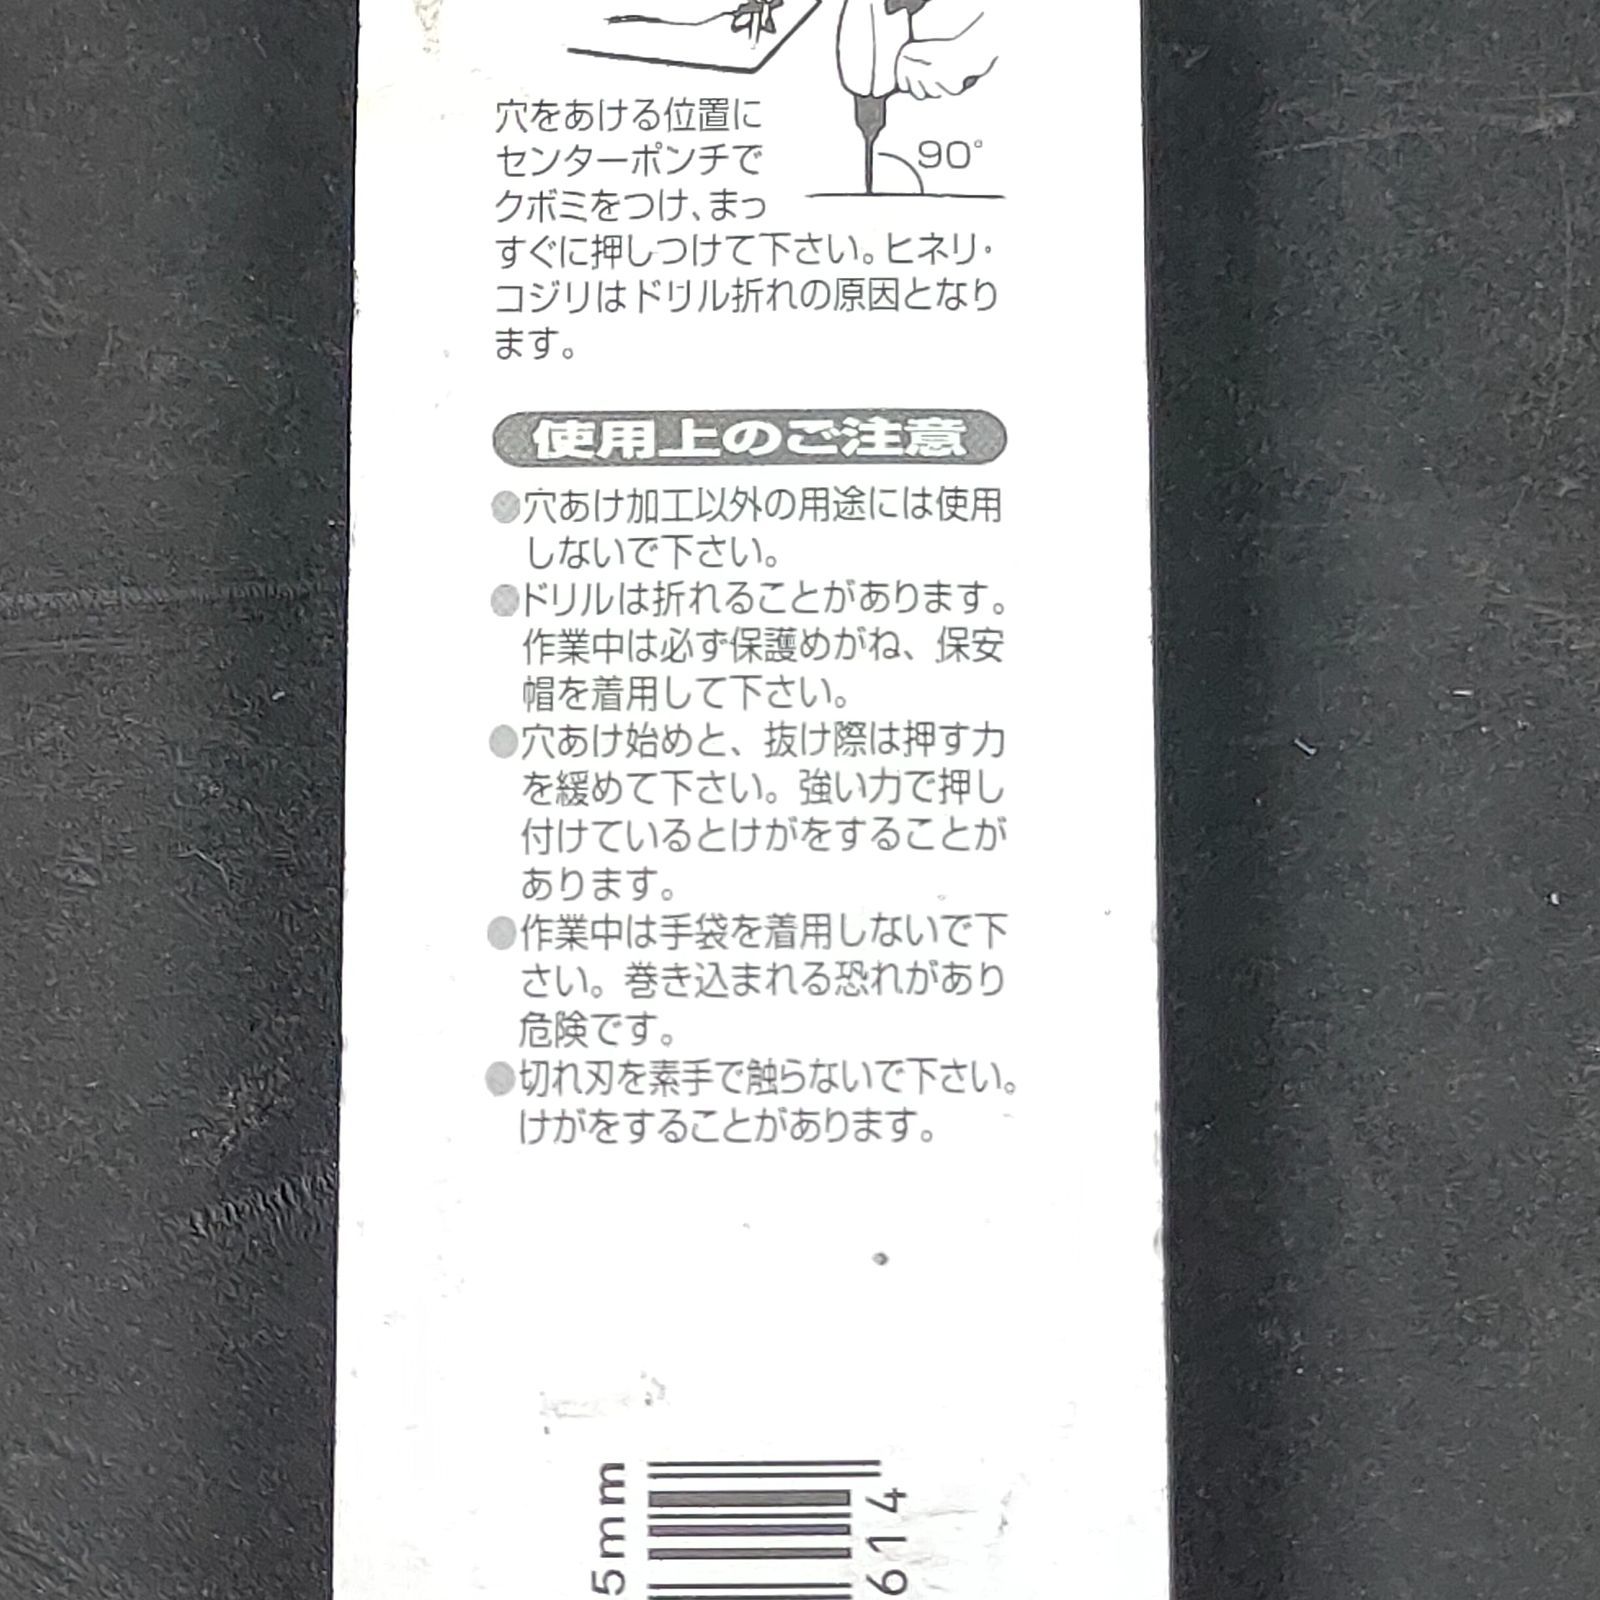 90°
穴をあける位置に
センターポンチで
クボミをつけ、まっ
すぐに押しつけて下さい。ヒネリ・
コジリはドリル折れの原因となり
ます。
使用上のご注意
●穴あけ加工以外の用途には使用
しないで下さい。
●ドリルは折れることがあります。
作業中は必ず保護めがね、保安
帽を着用して下さい。
●穴あけ始めと、抜け際は押す力
を緩めて下さい。強い力で押し
付けているとけがをすることが
あります。
●作業中は手袋を着用しないで下
さい。巻き込まれる恐れがあり
危険です。
●切れ刃を素手で触らないで下さい。
けがをすることがあります。
5mm
614